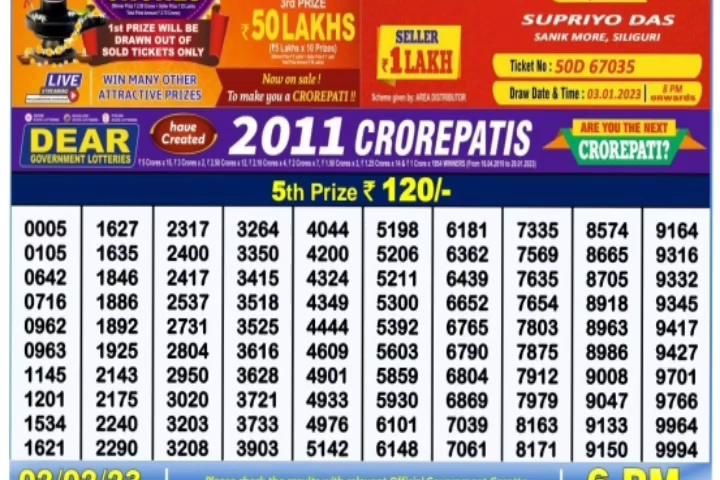 1st PRIZE WILL BE
DRAWN OUT OF
SOLD TICKETS ONLY
LIVE
STREAMING
WIN MANY OTHER
ATTRACTIVE PRIZES
3rd PRIZE
₹50 LAKHS
(₹5 Lakhs x 10 Prizes)
Now on sale !
To make you a CROREPATI !!
SELLER
₹1 LAKH
Scheme given by: AREA DISTRIBUTOR
SUPRIYO DAS
SANIK MORE, SILIGURI
Ticket No : 50D 67035
Draw Date & Time : 03.01.2023 8 PM onwards
DEAR
GOVERNMENT LOTTERIES
have
Created
2011 CROREPATIS
ARE YOU THE NEXT
CROREPATI?
5th Prize ₹ 120/-
0005 1627 2317 3264 4044 5198 6181 7335 8574 9164
0105 1635 2400 3350 4200 5206 6362 7569 8665 9316
0642 1846 2417 3415 4324 5211 6439 7635 8705 9332
0716 1886 2537 3518 4349 5300 6652 7654 8918 9345
0962 1892 2731 3525 4444 5392 6765 7803 8963 9417
0963 1925 2804 3616 4609 5603 6790 7875 8986 9427
1145 2143 2950 3628 4901 5859 6804 7912 9008 9701
1201 2175 3020 3721 4933 5930 6869 7979 9047 9766
1534 2240 3203 3733 4976 6101 7039 8163 9133 9964
1621 2290 3208 3903 5142 6148 7061 8171 9150 9994